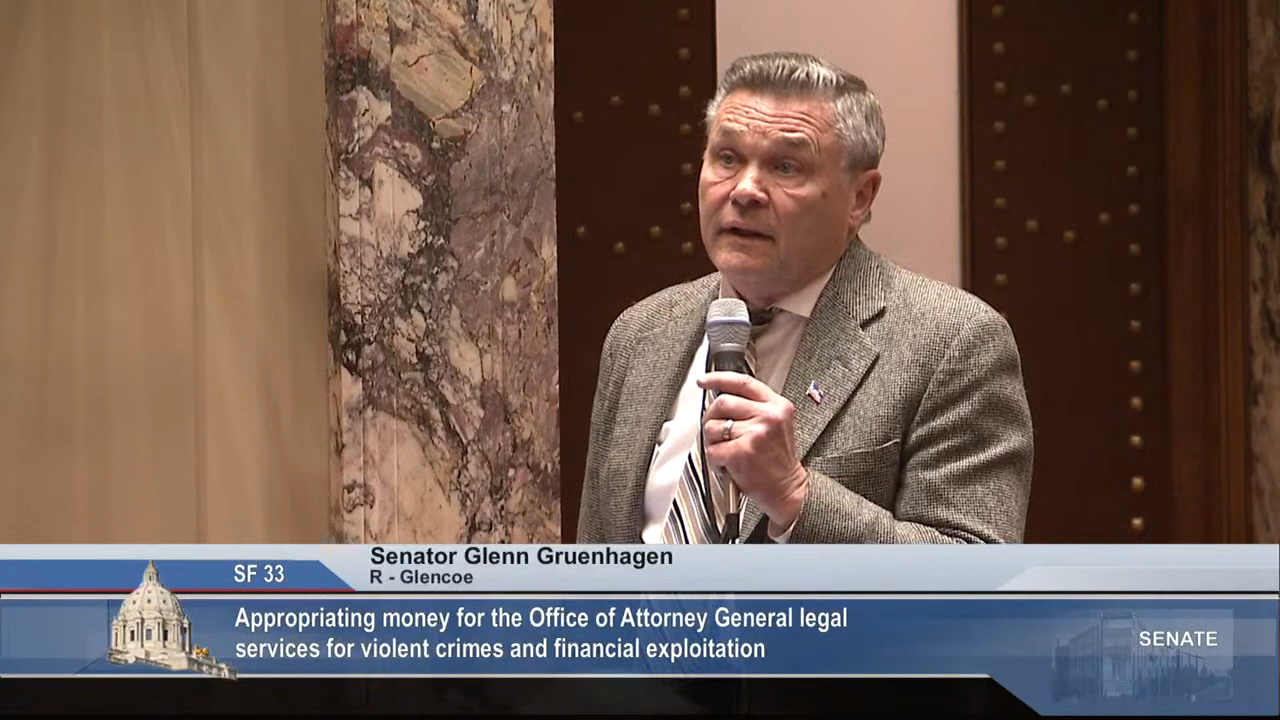 Senator Glenn Gruenhagen
R - Glencoe
SF 33
Appropriating money for the Office of Attorney General legal
services for violent crimes and financial exploitation
SENATE